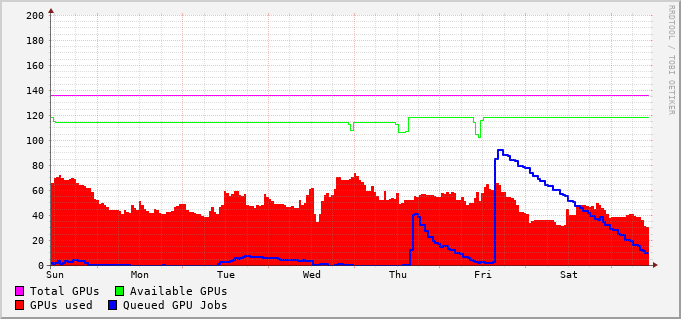 200
180
160
140
120
100
80
60
40
20
0
Sun Mon Tue Wed Thu Fri Sat
Total GPUs Available GPUs
GPUs used Queued GPU Jobs
RRDTOOL / TOBI OETIKER